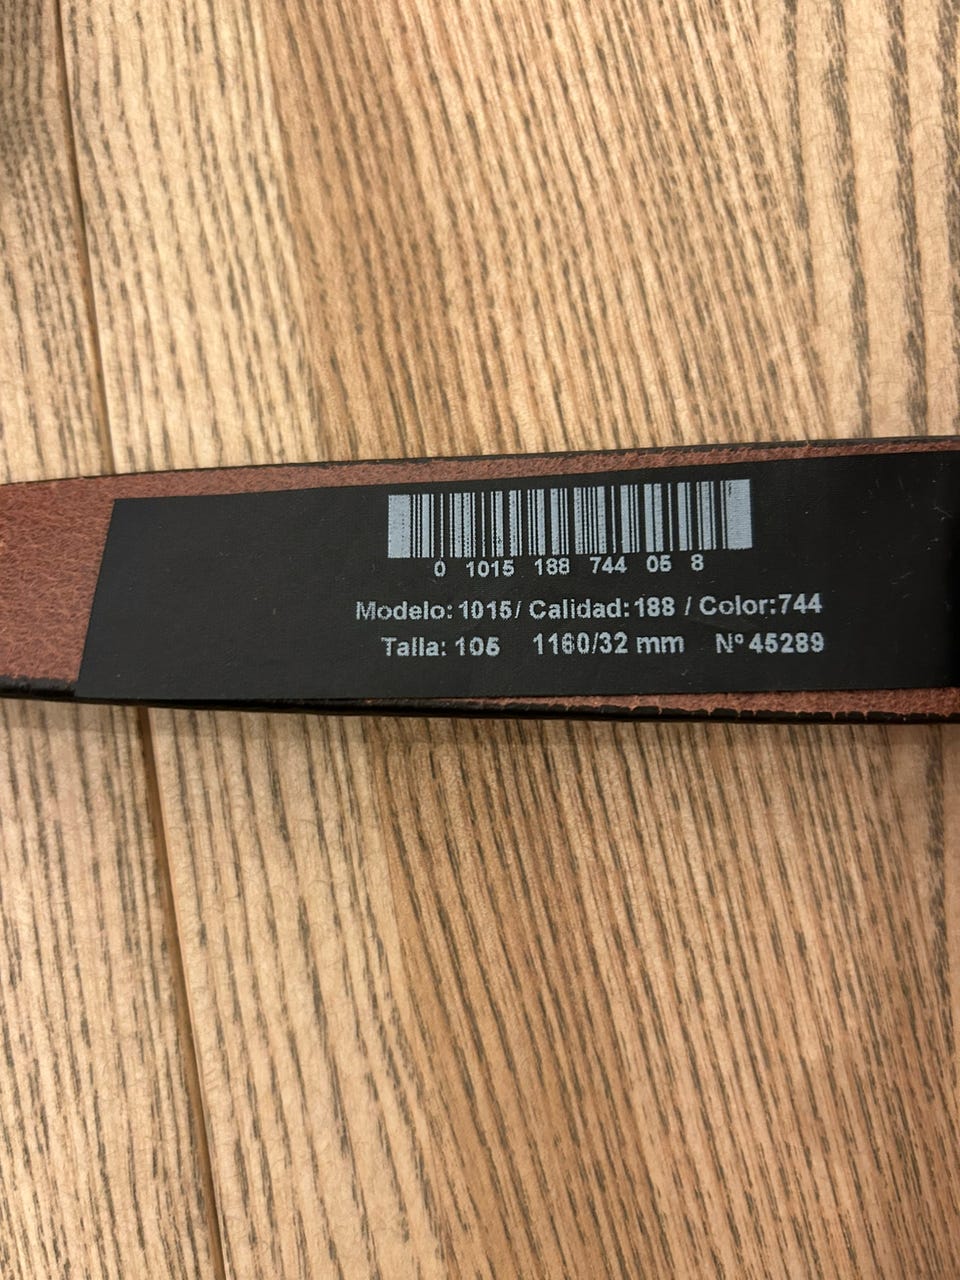 0 1015 188 744 05 8
Modelo: 1015/ Calidad: 188 / Color:744
Talla: 105 1160/32 mm Nº 45289